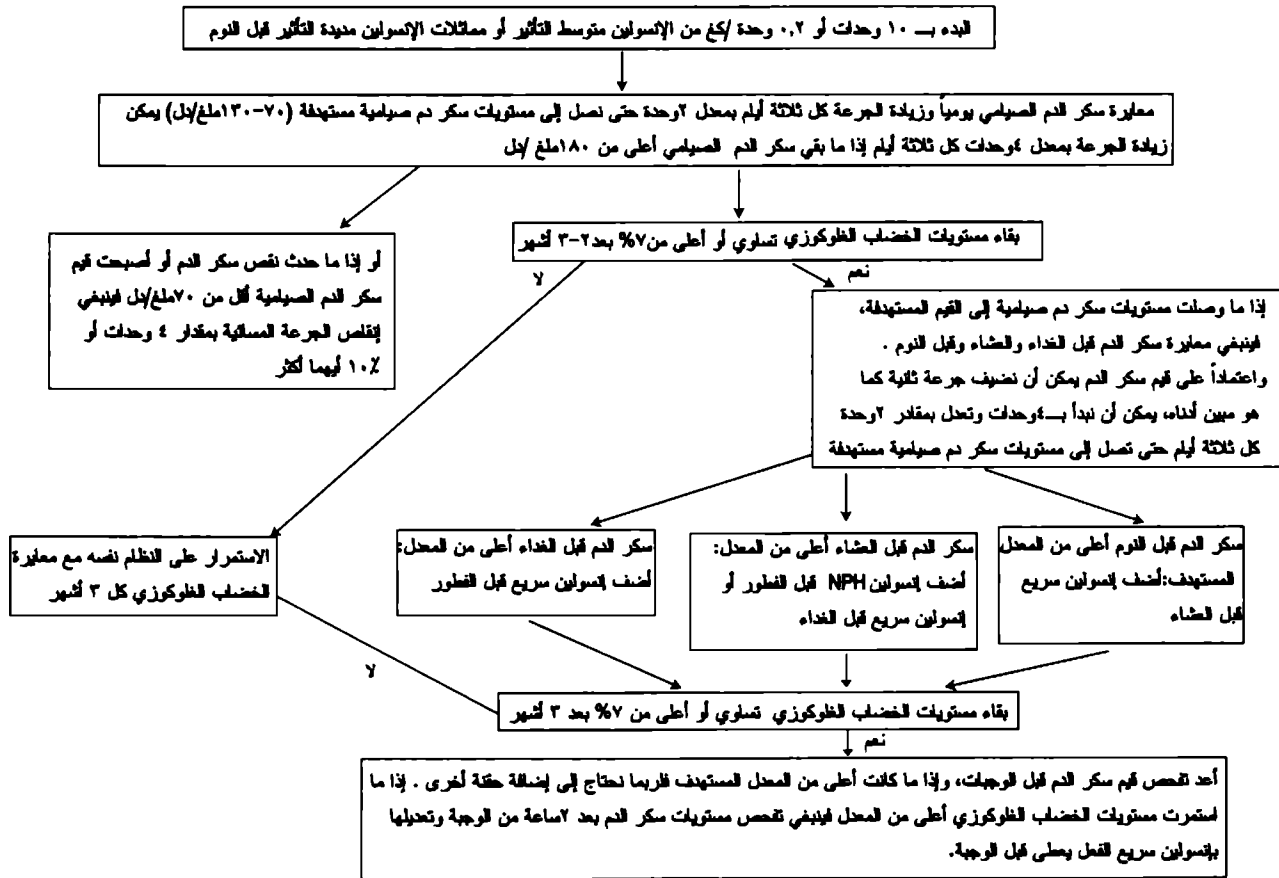 البدء بـــ ١٠ وحدات أو ٠,٢ وحدة /كغ من الإنسولين متوسط التأثير أو مماثلات الإنسولين مديدة التأثير قبل النوم
معايرة سكر الدم الصيامي يومياً وزيادة الجرعة كل ثلاثة أيام بمعدل ٢وحدة حتى نصل إلى مستويات سكر دم صيامية مستهدفة (٧٠-١٣٠ملغ/دل) يمكن
زيادة الجرعة بمعدل ٤وحدات كل ثلاثة أيام إذا ما بقي سكر الدم الصيامي أعلى من ١٨٠ملغ /دل
بقاء مستويات الخضاب الغلوكوزي تساوي أو أعلى من٧% بعد٢-٣ أشهر
أو إذا ما حدث نقص سكر الدم أو أصبحت قيم
سكر الدم الصيامية أقل من ٧٠ملغ/دل فينبغي
إنقاص الجرعة المسائية بمقدار ٤ وحدات أو
١٠٪ أيهما أكثر
نعم
لا
إذا ما وصلت مستويات سكر دم صيامية إلى القيم المستهدفة،
فينبغي معايرة سكر الدم قبل الغداء والعشاء وقبل النوم .
واعتماداً على قيم سكر الدم يمكن أن نضيف جرعة ثانية كما
هو مبين أدناه، يمكن أن نبدأ بـــ٤وحدات وتعدل بمقادر ٢وحدة
كل ثلاثة أيام حتى تصل إلى مستويات سكر دم صيامية مستهدفة
سكر الدم قبل النوم أعلى من المعدل
المستهدف:أضف إنسولين سريع
قبل العشاء
سكر الدم قبل العشاء أعلى من المعدل:
أضف إنسولين NPH قبل الفطور أو
إنسولين سريع قبل الغداء
سكر الدم قبل الغداء أعلى من المعدل:
أضف إنسولين سريع قبل الفطور
الاستمرار على النظام نفسه مع معايرة
الخضاب الغلوكوزي كل ٣ أشهر
لا
بقاء مستويات الخضاب الغلوكوزي تساوي أو أعلى من ٧% بعد ٣ أشهر
نعم
أعد تفحص قيم سكر الدم قبل الوجبات، وإذا ما كانت أعلى من المعدل المستهدف فلربما نحتاج إلى إضافة حقنة أخرى . إذا ما
استمرت مستويات الخضاب الغلوكوزي أعلى من المعدل فينبغي تفحص مستويات سكر الدم بعد ٢ساعة من الوجبة وتعديلها
بإنسولين سريع الفعل يعطى قبل الوجبة.